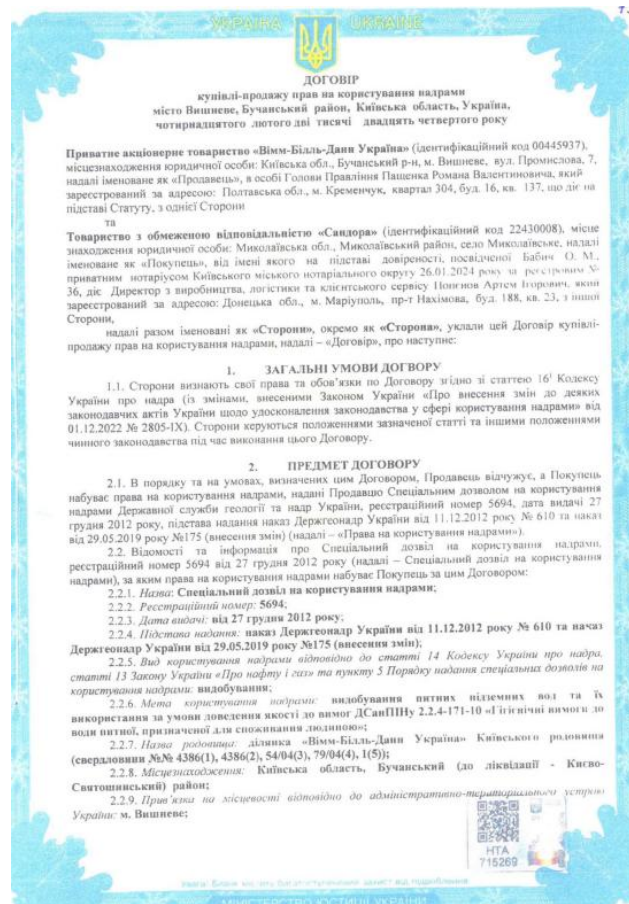 УКРАЇНА UKRAINE
ДОГОВІР
купівлі-продажу прав на користування надрами
місто Вишневе, Бучанський район, Київська область, Україна,
чотирнадцятого лютого дві тисячі двадцять четвертого року
Приватне акціонерне товариство «Вімм-Білль-Данн Україна» (ідентифікаційний код 00445937),
місцезнаходження юридичної особи: Київська обл., Бучанський р-н, м. Вишневе, вул. Промислова, 7,
надалі іменоване як «Продавець», в особі Голови Правління Пащенка Романа Валентиновича, який
зареєстрований за адресою: Полтавська обл., м. Кременчук, квартал 304, буд. 16, кв. 137, що діє на
підставі Статуту, з однієї Сторони
та
Товариство з обмеженою відповідальністю «Сандора» (ідентифікаційний код 22430008), місце
знаходження юридичної особи: Миколаївська обл., Миколаївський район, село Миколаївське, надалі
іменоване як «Покупець», від імені якого на підставі довіреності, посвідченої Бабич О. М.,
приватним нотаріусом Київського міського нотаріального округу 26.01.2024 року за реєстровим №
36, діє Директор з виробництва, логістики та клієнтського сервісу Артем Ігорович, який
зареєстрований за адресою: Донецька обл., м. Маріуполь, пр-т Нахімова, буд. 188, кв. 23, з іншої
Сторони,
надалі разом іменовані як «Сторони», окремо як «Сторона», уклали цей Договір купівлі-
продажу прав на користування надрами, надалі – «Договір», про наступне:
1. ЗАГАЛЬНІ УМОВИ ДОГВОРУ
1.1. Сторони визнають свої права та обов'язки по Договору згідно зі статтею 16¹ Кодексу
України про надра (із змінами, внесеними Законом України «Про внесення змін до деяких
законодавчих актів України щодо удосконалення законодавства у сфері користування надрами» від
01.12.2022 № 2805-IX). Сторони керуються положеннями зазначеної статті та іншими положеннями
чинного законодавства під час виконання цього Договору.
2. ПРЕДМЕТ ДОГОВОРУ
2.1. В порядку та на умовах, визначених цим Договором, Продавець відчужує, а Покупець
набуває права на користування надрами, надані Продавцю Спеціальним дозволом на користування
надрами Державної служби геології та надр України, реєстраційний номер 5694, дата видачі 27
грудня 2012 року, підстава надання наказ Держгеонадр України від 11.12.2012 року № 610 та наказ
від 29.05.2019 року №175 (внесення змін) (надалі – «Права на користування надрами»).
2.2. Відомості та інформація про Спеціальний дозвіл на користування надрами,
реєстраційний номер 5694 від 27 грудня 2012 року (надалі – Спеціальний дозвіл на користування
надрами), за яким права на користування надрами набуває Покупець за цим Договором:
2.2.1. Назва: Спеціальний дозвіл на користування надрами;
2.2.2. Реєстраційний номер: 5694;
2.2.3. Дата видачі: від 27 грудня 2012 року;
2.2.4. Підстава надання: наказ Держгеонадр України від 11.12.2012 року № 610 та наказ
Держгеонадр України від 29.05.2019 року №175 (внесення змін);
2.2.5. Вид користування надрами відповідно до статті 14 Кодексу України про надра,
статті 13 Закону України «Про нафту і газ» та пункту 5 Порядку надання спеціальних дозволів на
користування надрами: видобування;
2.2.6. Мета користування надрами: видобування питних підземних вод та їх
використання за умови доведення якості до вимог ДСанПіНу 2.2.4-171-10 «Гігієнічні вимоги до
води питної, призначеної для споживання людиною»;
2.2.7. Назва родовища: ділянка «Вімм-Білль-Данн Україна» Київського родовища
(свердловини №№ 4386(1), 4386(2), 54/04(3), 79/04(4), 1(5));
2.2.8. Місцезнаходження: Київська область, Бучанський (до ліквідації - Києво-
Святошинський) район;
2.2.9. Прив'язка на місцевості відповідно до адміністративно-територіального устрою
України: м. Вишневе;
НТА
715269
МІНІСТЕРСТВО ЮСТИЦІЇ УКРАЇНИ